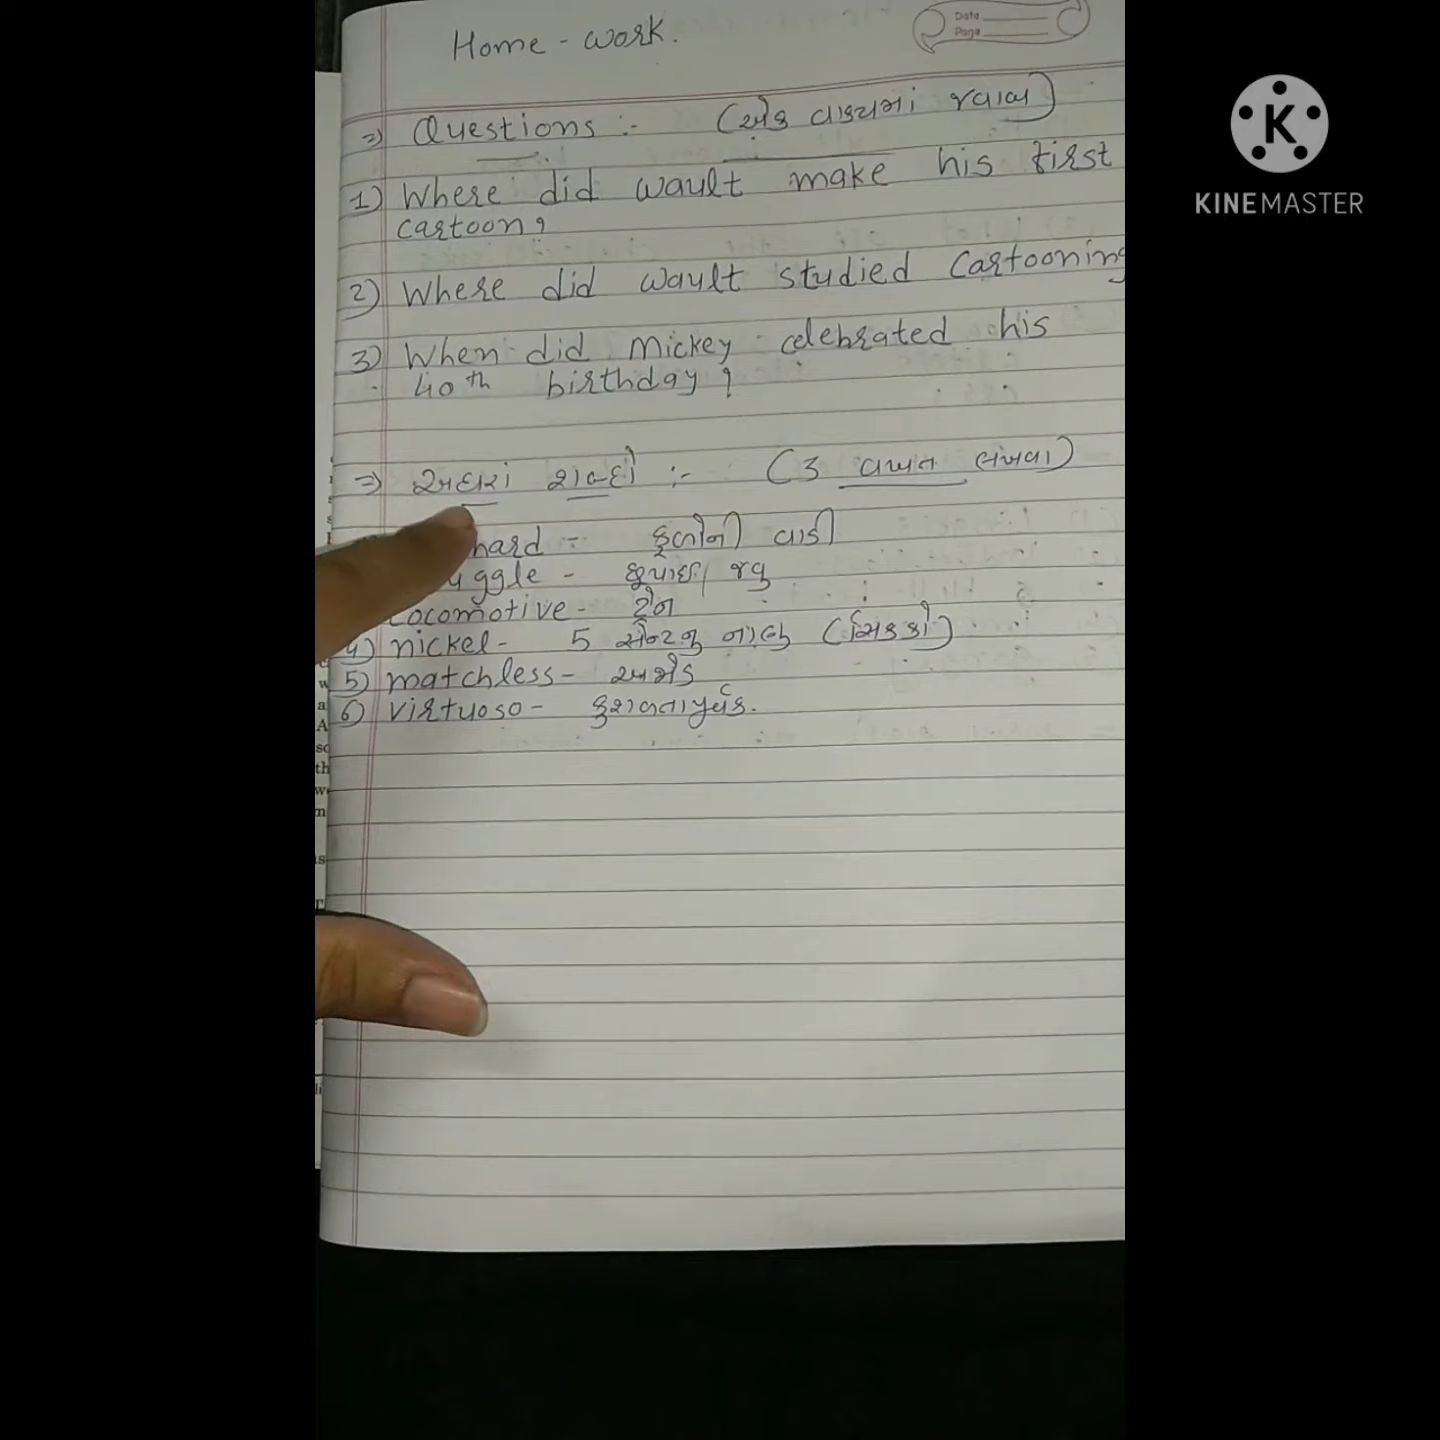 Home - work.
Date
Page
⇒ Questions :- (એક વાક્યમાં જવાબ)
1) Where did wault make his first
cartoon?
2) Where did wault studied Cartooning
3) When did Mickey celebrated his
40th birthday?
⇒ અઘરાં શબ્દો :- (3 વખત લખવા)
hard - ફૂળોની વાડી
uggle - છુપાઈ જવુ
Locomotive - ટ્રેન
4) nickel - 5 સેન્ટનુ નાણુ (સિક્કો)
5) matchless - અજોડ
6) virtuoso - કુશળતાપુર્વક.
KINEMASTER